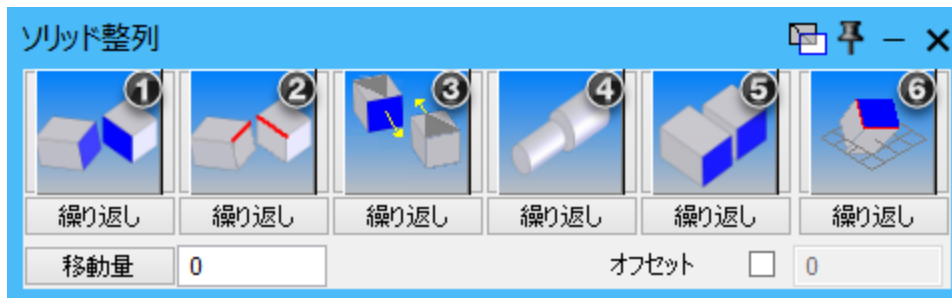 ソリッド整列
1 2 3 4 5 6
繰り返し 繰り返し 繰り返し 繰り返し 繰り返し 繰り返し
移動量 0 オフセット 0